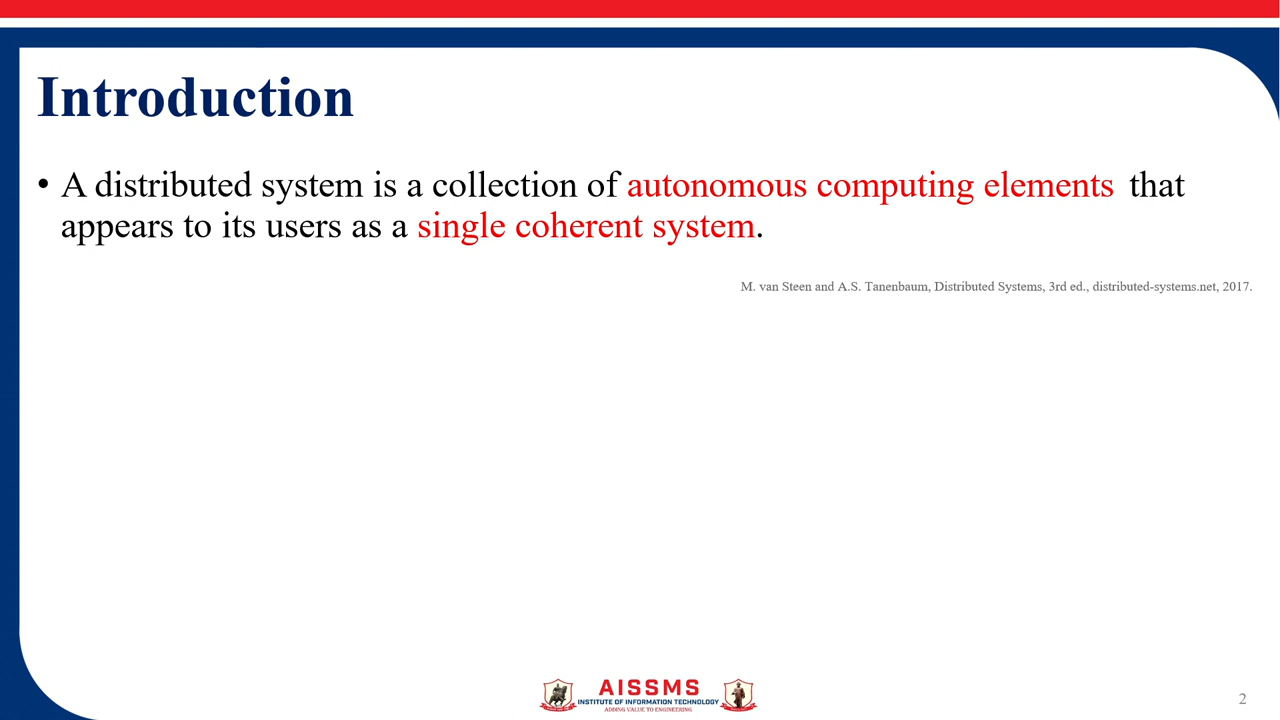 Introduction
• A distributed system is a collection of autonomous computing elements that
appears to its users as a single coherent system.
M. van Steen and A.S. Tanenbaum, Distributed Systems, 3rd ed., distributed-systems.net, 2017.
AISSMS
INSTITUTE OF INFORMATION TECHNOLOGY
ADDING VALUE TO ENGINEERING
2